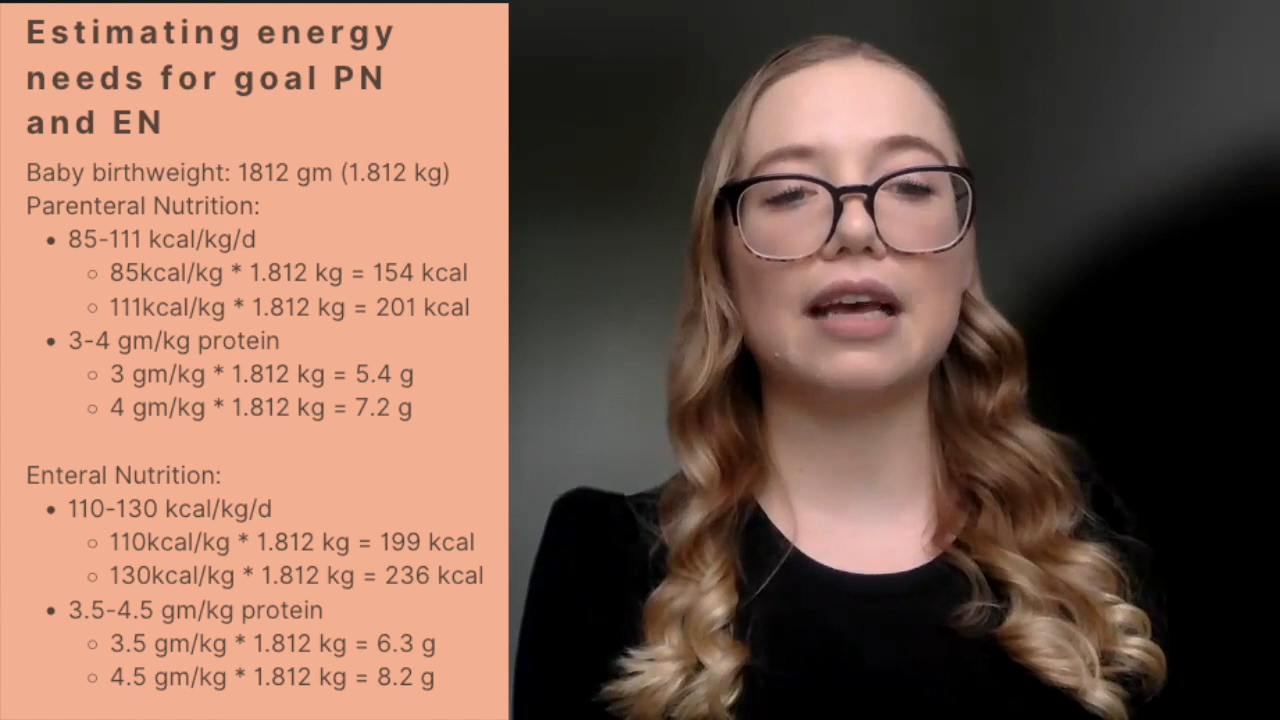 Estimating energy
needs for goal PN
and EN
Baby birthweight: 1812 gm (1.812 kg)
Parenteral Nutrition:
• 85-111 kcal/kg/d
○ 85kcal/kg * 1.812 kg = 154 kcal
○ 111kcal/kg * 1.812 kg = 201 kcal
• 3-4 gm/kg protein
○ 3 gm/kg * 1.812 kg = 5.4 g
○ 4 gm/kg * 1.812 kg = 7.2 g
Enteral Nutrition:
• 110-130 kcal/kg/d
○ 110kcal/kg * 1.812 kg = 199 kcal
○ 130kcal/kg * 1.812 kg = 236 kcal
• 3.5-4.5 gm/kg protein
○ 3.5 gm/kg * 1.812 kg = 6.3 g
○ 4.5 gm/kg * 1.812 kg = 8.2 g